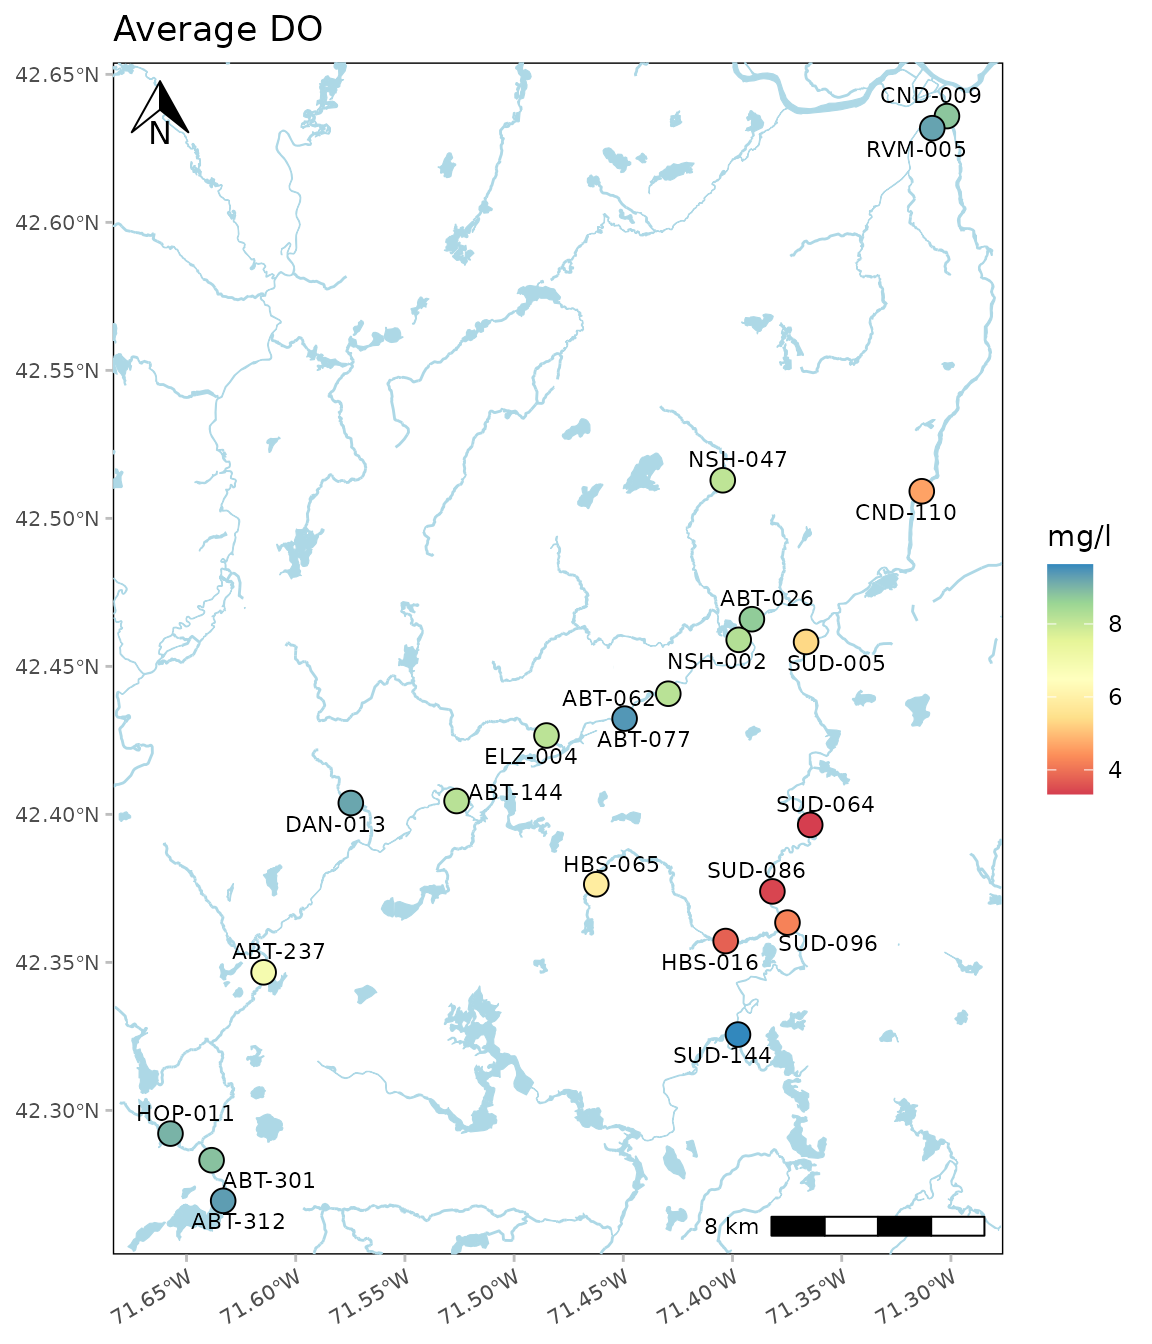 Average DO
42.65°N
42.60°N
42.55°N
42.50°N
42.45°N
42.40°N
42.35°N
42.30°N
N
CND-009
RVM-005
NSH-047
CND-110
ABT-026
NSH-002
SUD-005
ABT-062
ABT-077
ELZ-004
ABT-144
DAN-013
SUD-064
HBS-065
SUD-086
SUD-096
ABT-237
HBS-016
SUD-144
HOP-011
ABT-301
ABT-312
8 km
71.65°W
71.60°W
71.55°W
71.50°W
71.45°W
71.40°W
71.35°W
71.30°W
mg/l
8
6
4